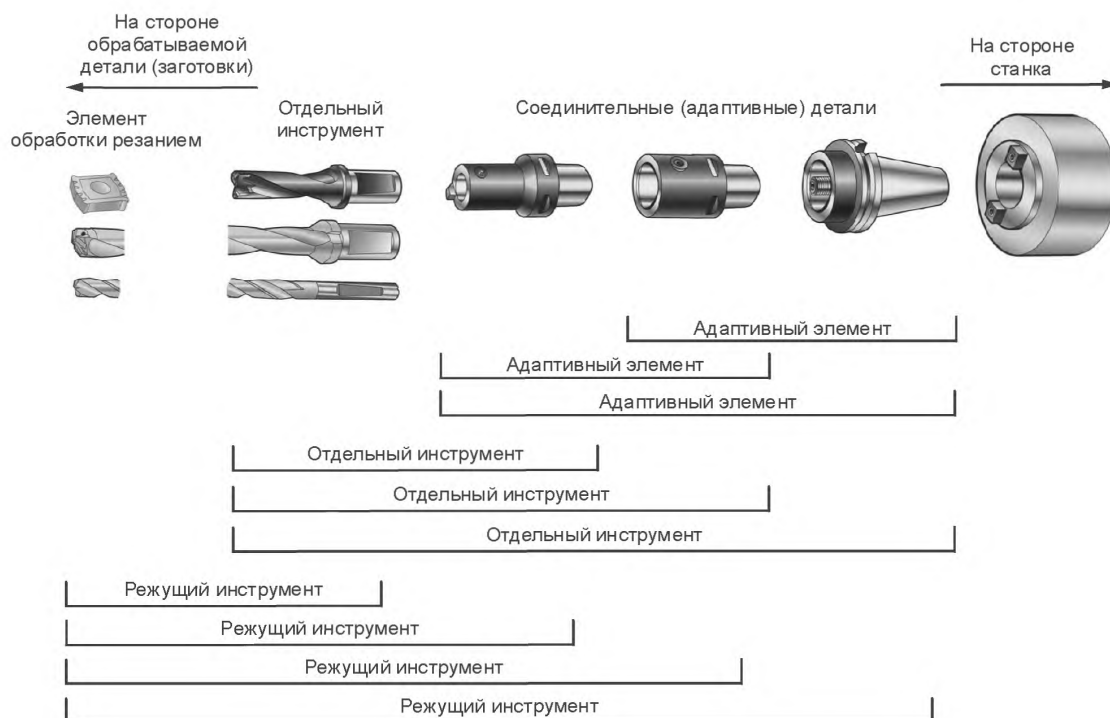 На стороне
обрабатываемой
детали (заготовки)
На стороне
станка
Элемент
обработки резанием
Отдельный
инструмент
Соединительные (адаптивные) детали
Адаптивный элемент
Адаптивный элемент
Адаптивный элемент
Отдельный инструмент
Отдельный инструмент
Отдельный инструмент
Режущий инструмент
Режущий инструмент
Режущий инструмент
Режущий инструмент